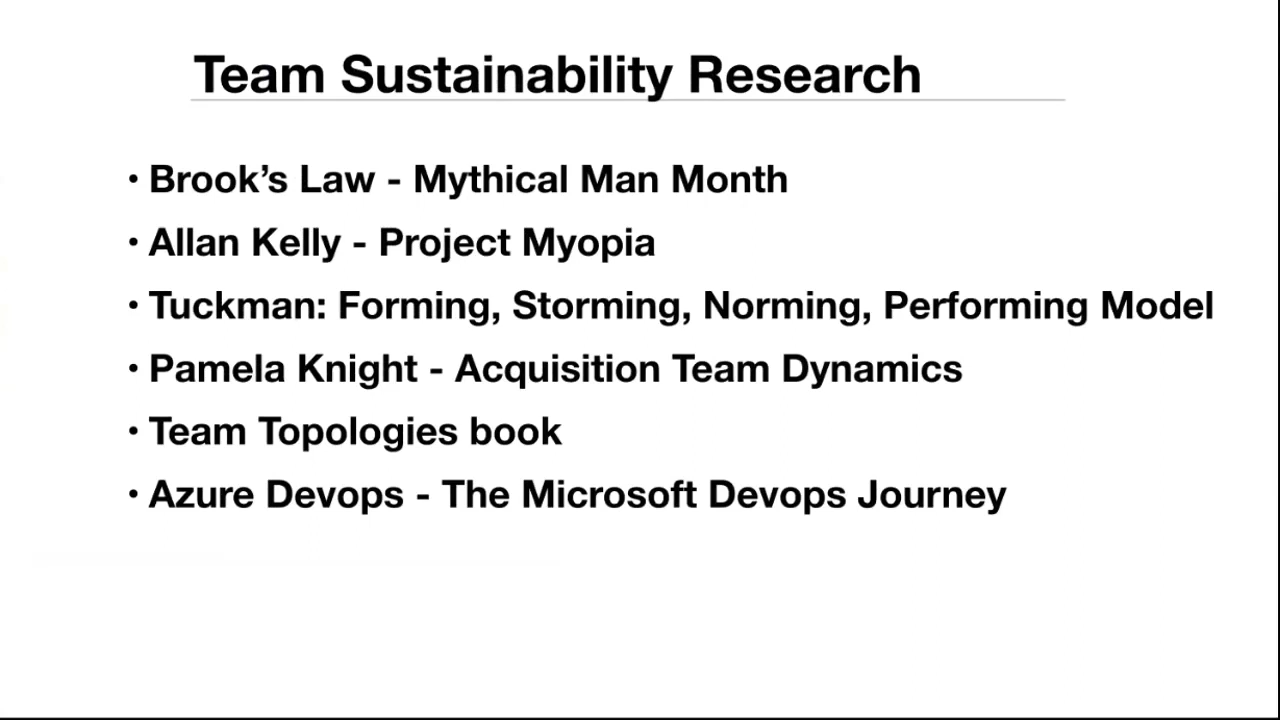 Team Sustainability Research
• Brook’s Law - Mythical Man Month
• Allan Kelly - Project Myopia
• Tuckman: Forming, Storming, Norming, Performing Model
• Pamela Knight - Acquisition Team Dynamics
• Team Topologies book
• Azure Devops - The Microsoft Devops Journey